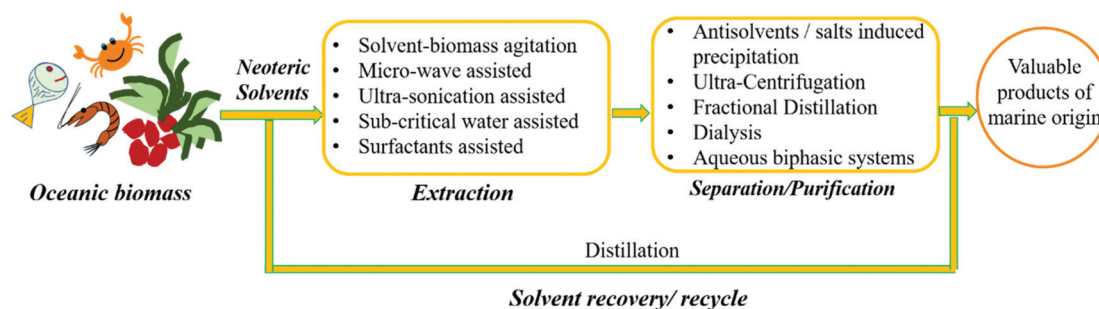 Neoteric
Solvents
Oceanic biomass
• Solvent-biomass agitation
• Micro-wave assisted
• Ultra-sonication assisted
• Sub-critical water assisted
• Surfactants assisted
Extraction
• Antisolvents / salts induced
precipitation
• Ultra-Centrifugation
• Fractional Distillation
• Dialysis
• Aqueous biphasic systems
Separation/Purification
Valuable
products of
marine origin
Distillation
Solvent recovery/ recycle